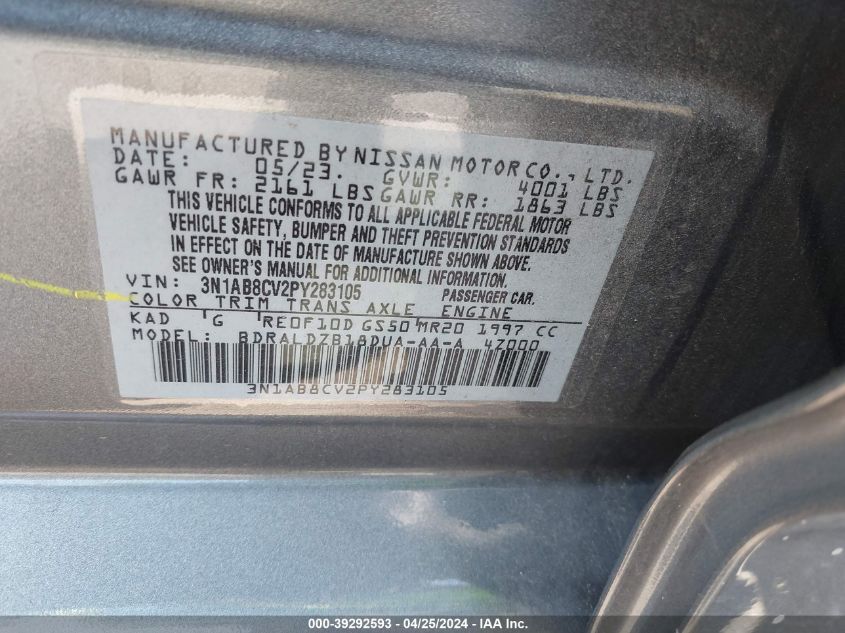 MANUFACTURED BY NISSAN MOTOR CO., LTD.
DATE: 05/23. GVWR: 4001 LBS
GAWR FR: 2161 LBS GAWR RR: 1863 LBS
THIS VEHICLE CONFORMS TO ALL APPLICABLE FEDERAL MOTOR
VEHICLE SAFETY, BUMPER AND THEFT PREVENTION STANDARDS
IN EFFECT ON THE DATE OF MANUFACTURE SHOWN ABOVE.
SEE OWNER'S MANUAL FOR ADDITIONAL INFORMATION.
VIN: 3N1AB8CV2PY283105 PASSENGER CAR.
COLOR TRIM TRANS AXLE ENGINE
KAD G RE0F10D GS50 MR20 1997 CC
MODEL: BDRALDZB18DUA-AA-A 4Z000
3N1AB8CV2PY283105
000-39292593 - 04/25/2024 - IAA Inc.